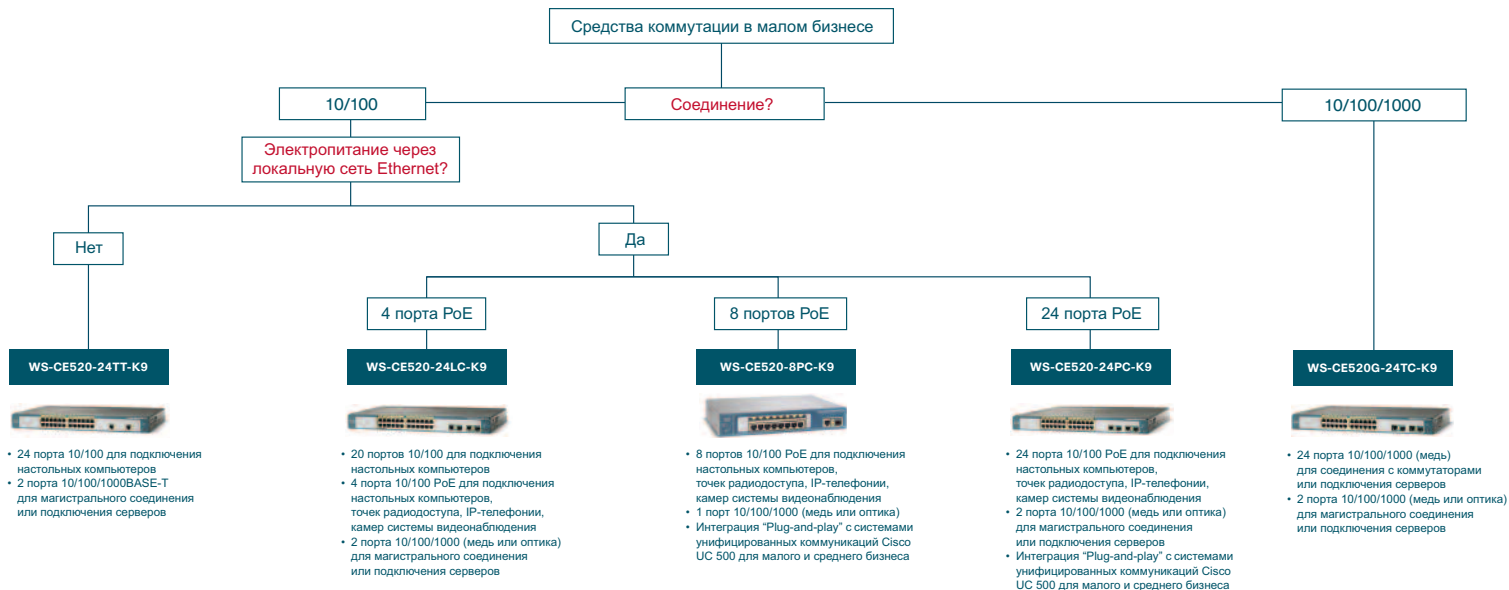 Средства коммутации в малом бизнесе
10/100
Соединение?
10/100/1000
Электропитание через
локальную сеть Ethernet?
Нет
Да
4 порта PoE
8 портов PoE
24 порта PoE
WS-CE520-24TT-K9
WS-CE520-24LC-K9
WS-CE520-8PC-K9
WS-CE520-24PC-K9
WS-CE520G-24TC-K9
• 24 порта 10/100 для подключения
настольных компьютеров
• 2 порта 10/100/1000BASE-T
для магистрального соединения
или подключения серверов
• 20 портов 10/100 для подключения
настольных компьютеров
• 4 порта 10/100 PoE для подключения
настольных компьютеров,
точек радиодоступа, IP-телефонии,
камер системы видеонаблюдения
• 2 порта 10/100/1000 (медь или оптика)
для магистрального соединения
или подключения серверов
• 8 портов 10/100 PoE для подключения
настольных компьютеров,
точек радиодоступа, IP-телефонии,
камер системы видеонаблюдения
• 1 порт 10/100/1000 (медь или оптика)
• Интеграция “Plug-and-play” с системами
унифицированных коммуникаций Cisco
UC 500 для малого и среднего бизнеса
• 24 порта 10/100 PoE для подключения
настольных компьютеров,
точек радиодоступа, IP-телефонии,
камер системы видеонаблюдения
• 2 порта 10/100/1000 (медь или оптика)
для магистрального соединения
или подключения серверов
• Интеграция “Plug-and-play” с системами
унифицированных коммуникаций Cisco
UC 500 для малого и среднего бизнеса
• 24 порта 10/100/1000 (медь)
для соединения с коммутаторами
или подключения серверов
• 2 порта 10/100/1000 (медь или оптика)
для магистрального соединения
или подключения серверов